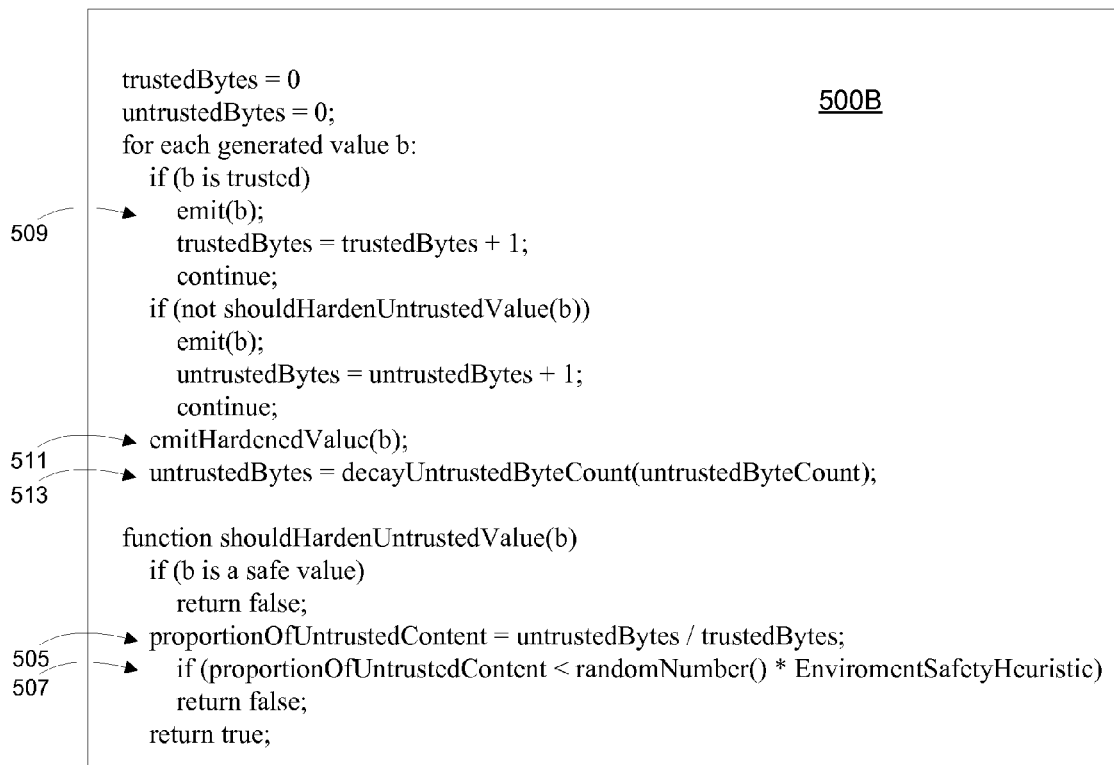 trustedBytes = 0
500B
untrustedBytes = 0;
for each generated value b:
if (b is trusted)
509
emit(b);
trustedBytes = trustedBytes + 1;
continue;
if (not shouldHardenUntrustedValue(b))
emit(b);
untrustedBytes = untrustedBytes + 1;
continue;
511
emitHardenedValue(b);
513
untrustedBytes = decayUntrustedByteCount(untrustedByteCount);
function shouldHardenUntrustedValue(b)
if (b is a safe value)
return false;
505
proportionOfUntrustedContent = untrustedBytes / trustedBytes;
507
if (proportionOfUntrustedContent < randomNumber() * EnviromentSafetyHeuristic)
return false;
return true;